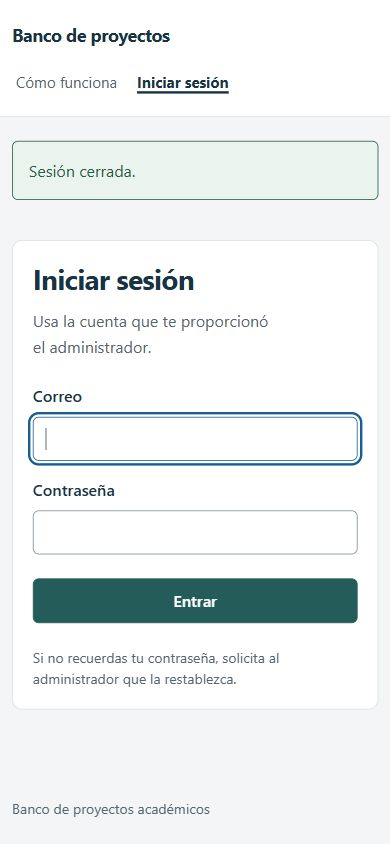 Banco de proyectos
Cómo funciona Iniciar sesión
Sesión cerrada.
Iniciar sesión
Usa la cuenta que te proporcionó
el administrador.
Correo
Contraseña
Entrar
Si no recuerdas tu contraseña, solicita al
administrador que la restablezca.
Banco de proyectos académicos